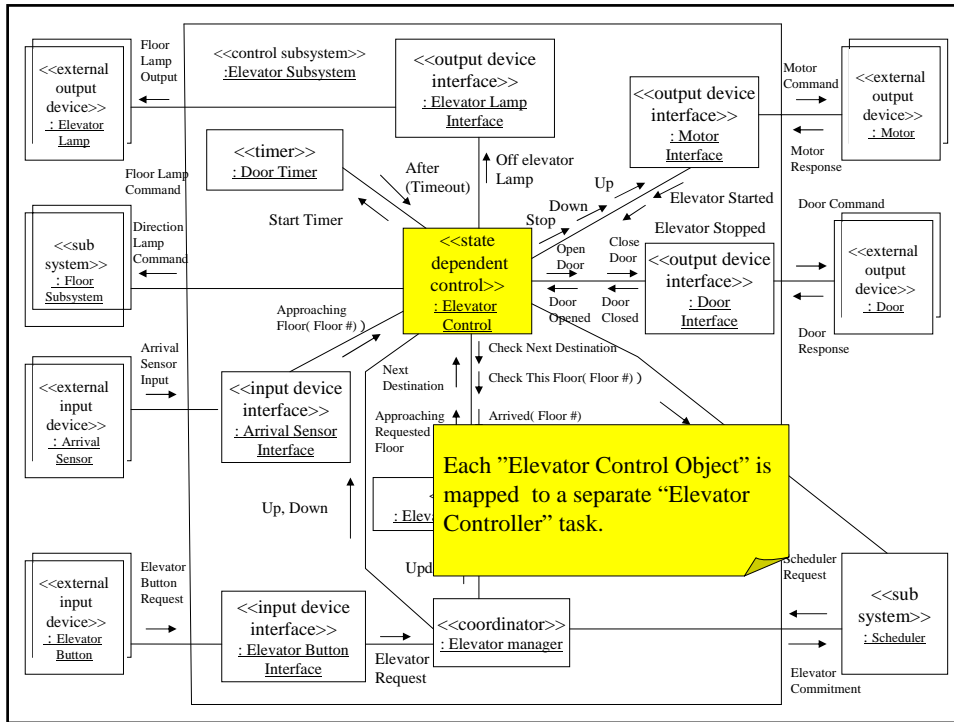 Floor
Lamp
Output
<<external
output
device>>
: Elevator
Lamp
<<control subsystem>>
:Elevator Subsystem
<<output device
interface>>
: Elevator Lamp
Interface
<<output device
interface>>
: Motor
Interface
Motor
Command
<<external
output
device>>
: Motor
Motor
Response
<<timer>>
: Door Timer
After
(Timeout)
Off elevator
Lamp
Up
Down
Stop
Elevator Started
Floor Lamp
Command
Start Timer
Direction
Lamp
Command
<<sub
system>>
: Floor
Subsystem
<<state
dependent
control>>
: Elevator
Control
Open
Door
Close
Door
Elevator Stopped
Door
Opened
Door
Closed
<<output device
interface>>
: Door
Interface
Door Command
<<external
output
device>>
: Door
Door
Response
Approaching
Floor( Floor #) )
Arrival
Sensor
Input
<<external
input
device>>
: Arrival
Sensor
<<input device
interface>>
: Arrival Sensor
Interface
Next
Destination
Check Next Destination
Check This Floor( Floor #) )
Approaching
Requested
Floor
Arrived( Floor #)
Each ”Elevator Control Object” is
mapped to a separate “Elevator
Controller” task.
Up, Down
Elevator
Button
Request
<<external
input
device>>
: Elevator
Button
<<input device
interface>>
: Elevator Button
Interface
Elevator
Request
<<coordinator>>
: Elevator manager
Scheduler
Request
<<sub
system>>
: Scheduler
Elevator
Commitment